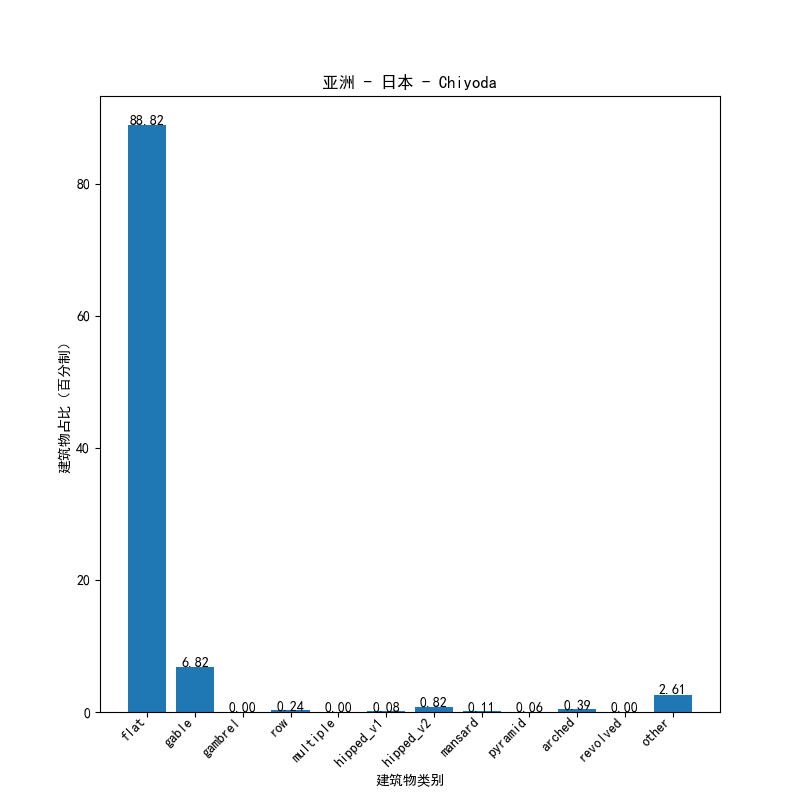 亚洲 - 日本 - Chiyoda
建筑物占比（百分制）
80
60
40
20
0
88.82
6.82
0.00
0.24
0.00
0.08
0.82
0.11
0.06
0.39
0.00
2.61
flat
gable
gambrel
row
multiple
hipped_v1
hipped_v2
mansard
pyramid
arched
revolved
other
建筑物类别